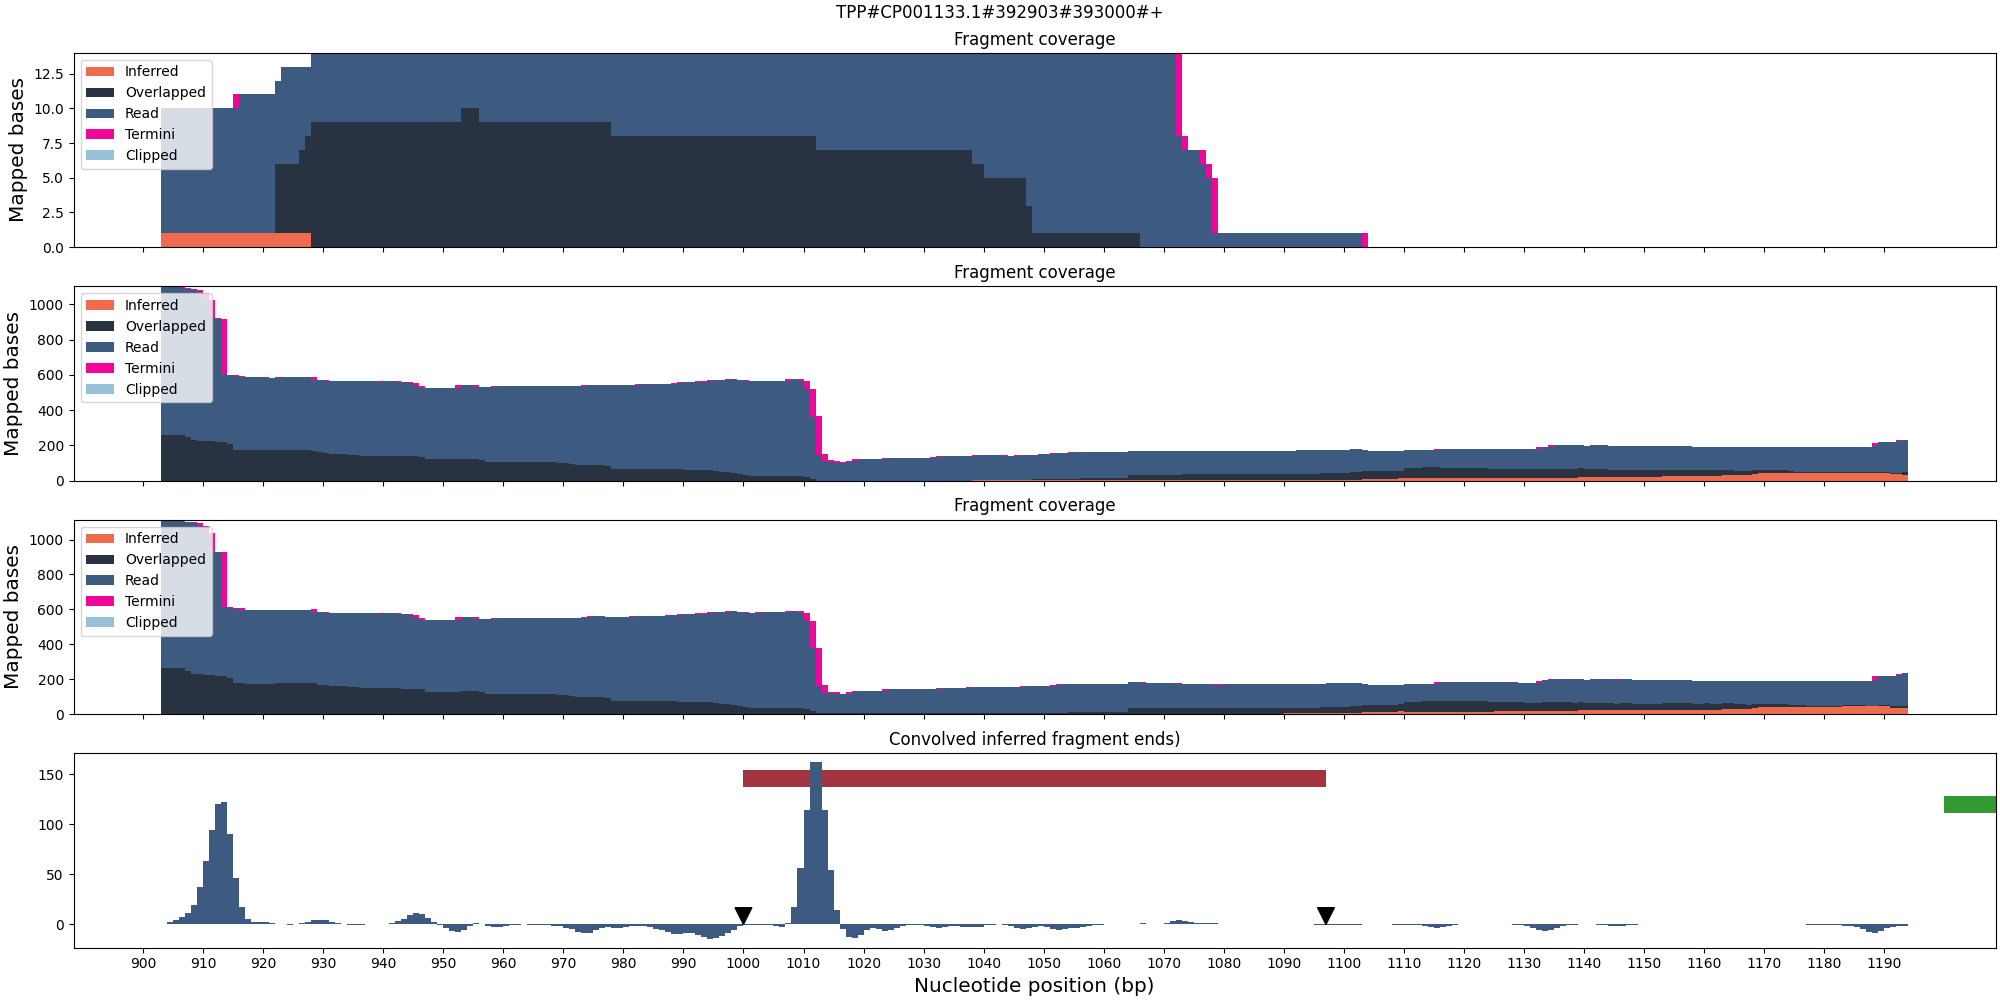 TPP#CP001133.1#392903#393000#+
Fragment coverage
Mapped bases
12.5
10.0
7.5
5.0
2.5
0.0
Inferred
Overlapped
Read
Termini
Clipped
Fragment coverage
Mapped bases
1000
800
600
400
200
0
Inferred
Overlapped
Read
Termini
Clipped
Fragment coverage
Mapped bases
1000
800
600
400
200
0
Inferred
Overlapped
Read
Termini
Clipped
Convolved inferred fragment ends)
150
100
50
0
900 910 920 930 940 950 960 970 980 990 1000 1010 1020 1030 1040 1050 1060 1070 1080 1090 1100 1110 1120 1130 1140 1150 1160 1170 1180 1190
Nucleotide position (bp)